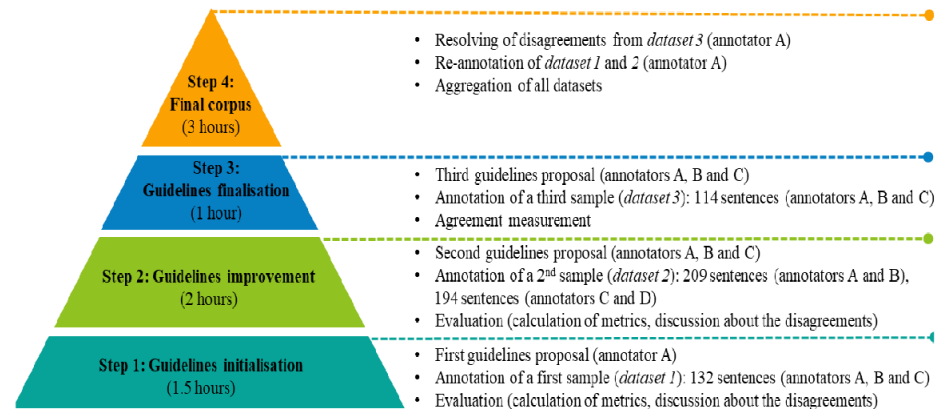 Step 4:
Final corpus
(3 hours)
• Resolving of disagreements from dataset 3 (annotator A)
• Re-annotation of dataset 1 and 2 (annotator A)
• Aggregation of all datasets
Step 3:
Guidelines finalisation
(1 hour)
• Third guidelines proposal (annotators A, B and C)
• Annotation of a third sample (dataset 3): 114 sentences (annotators A, B and C)
• Agreement measurement
Step 2: Guidelines improvement
(2 hours)
• Second guidelines proposal (annotators A, B and C)
• Annotation of a 2nd sample (dataset 2): 209 sentences (annotators A and B),
194 sentences (annotators C and D)
• Evaluation (calculation of metrics, discussion about the disagreements)
Step 1: Guidelines initialisation
(1.5 hours)
• First guidelines proposal (annotator A)
• Annotation of a first sample (dataset 1): 132 sentences (annotators A, B and C)
• Evaluation (calculation of metrics, discussion about the disagreements)